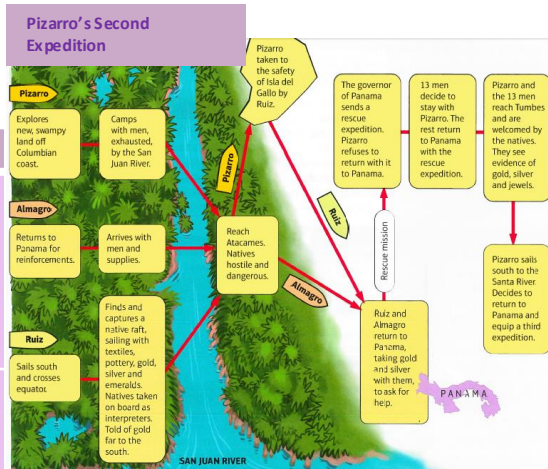 Pizarro's Second
Expedition
Pizarro
Explores
new, swampy
land off
Columbian
coast.
Camps
with men,
exhausted,
by the San
Juan River.
Almagro
Returns to
Panama for
reinforcements.
Arrives with
men and
supplies.
Ruiz
Sails south
and crosses
equator.
Finds and
captures a
native raft,
sailing with
textiles,
pottery, gold,
silver and
emeralds.
Natives taken
on board as
interpreters.
Told of gold
far to the
south.
Reach
Atacames.
Natives
hostile and
dangerous.
Pizarro
Pizarro
taken to
the safety
of Isla del
Gallo by
Ruiz.
Ruiz
Almagro
Ruiz and
Almagro
return to
Panama,
taking gold
and silver
with them,
to ask for
help.
Rescue mission
The governor
of Panama
sends a
rescue
expedition.
Pizarro
refuses to
return with it
to Panama.
13 men
decide to
stay with
Pizarro. The
rest return
to Panama
with the
rescue
expedition.
Pizarro and
the 13 men
reach Tumbes
and are
welcomed by
the natives.
They see
evidence of
gold, silver
and jewels.
Pizarro sails
south to the
Santa River
Decides to
return to
Panama and
equip a third
expedition.
PANAMA
SAN JUAN RIVER